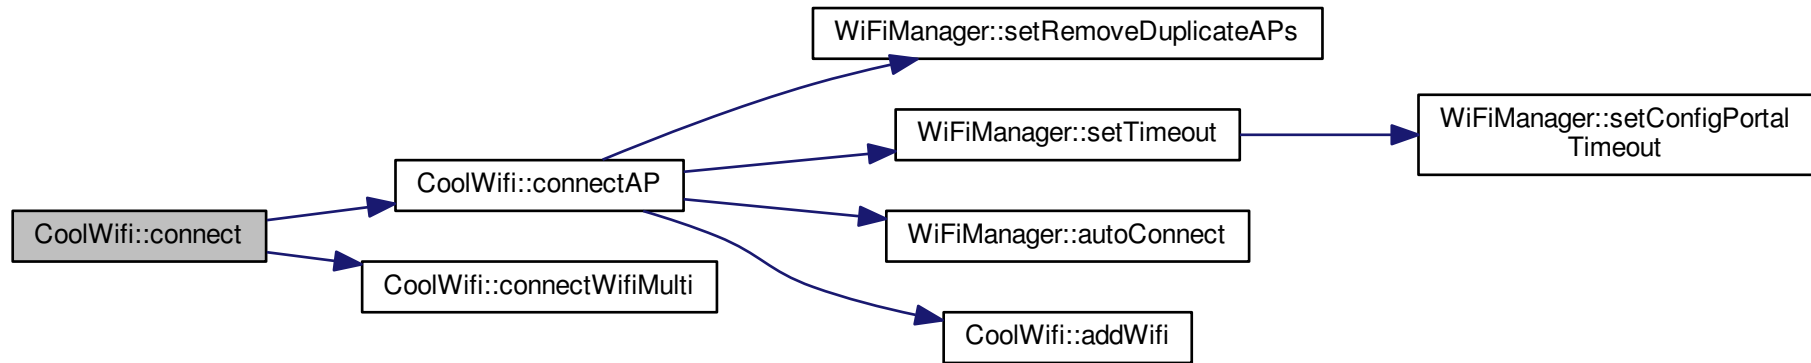 WiFiManager::setRemoveDuplicateAPs
WiFiManager::setTimeout
WiFiManager::setConfigPortal
Timeout
CoolWifi::connectAP
CoolWifi::connect
WiFiManager::autoConnect
CoolWifi::connectWifiMulti
CoolWifi::addWifi